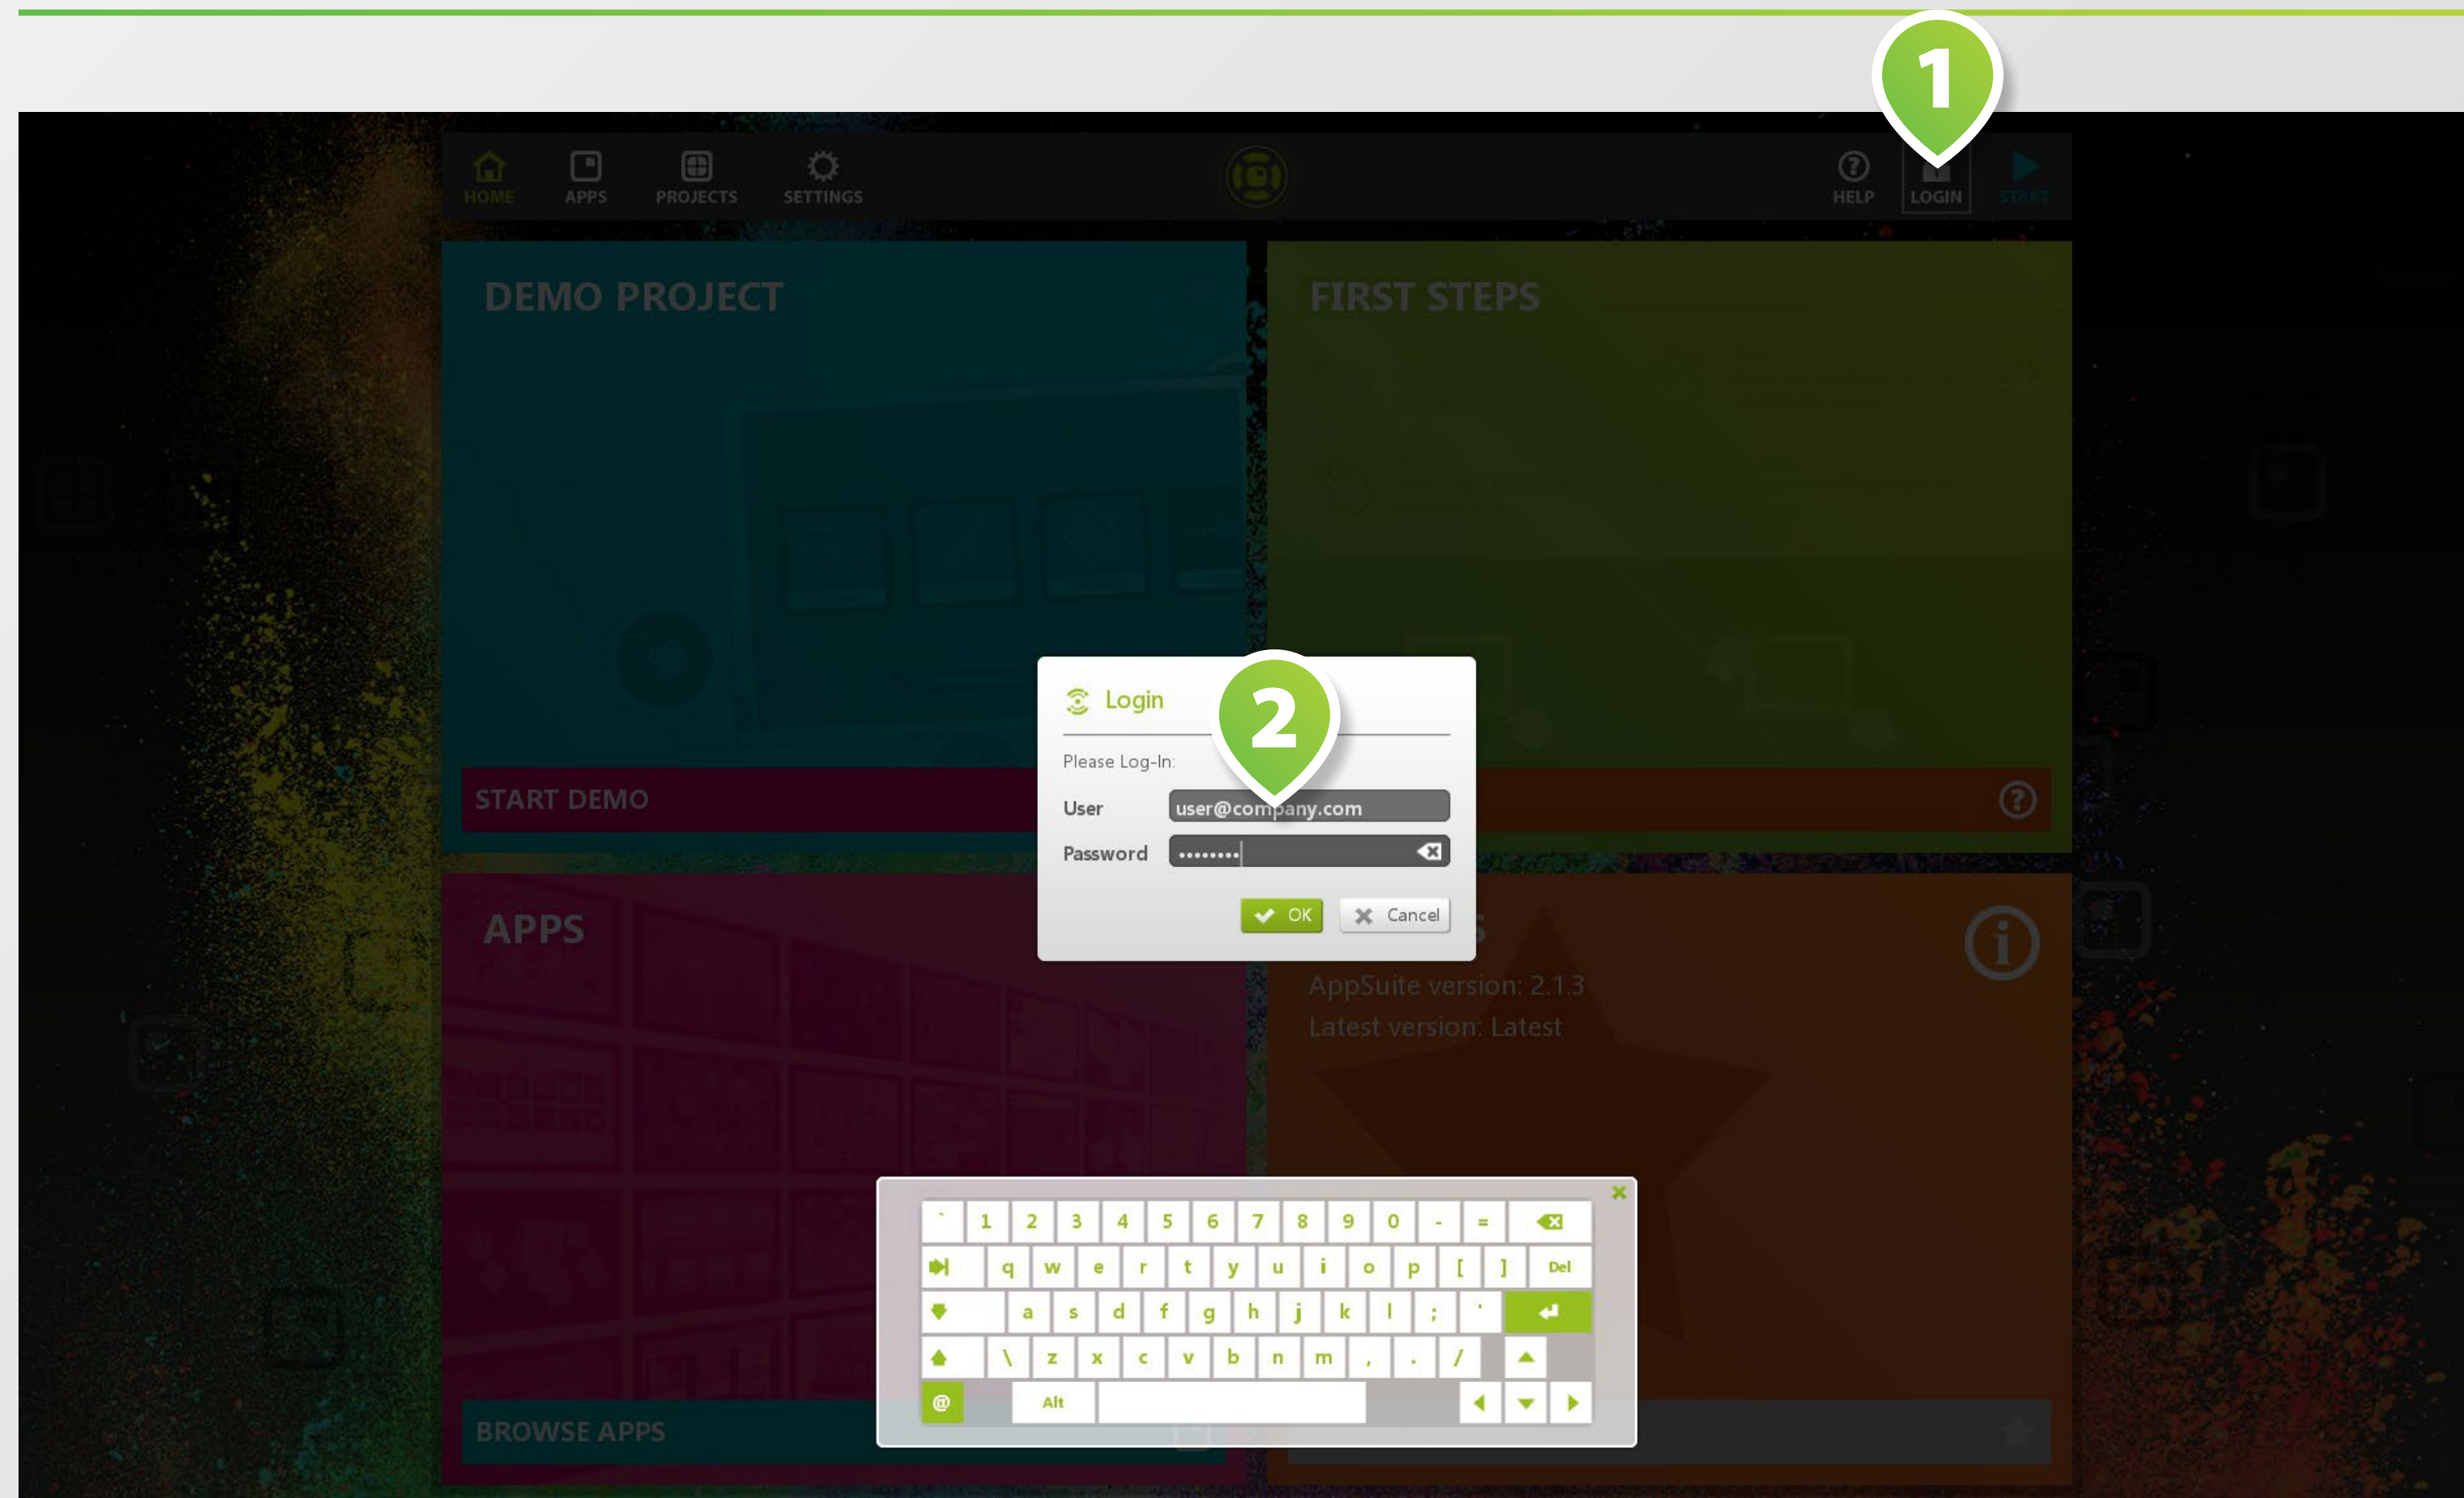 1
HOME APPS PROJECTS SETTINGS HELP LOGIN START
DEMO PROJECT
FIRST STEPS
2
Login
Please Log-In:
User user@company.com
Password ••••••••
OK Cancel
START DEMO
?
APPS
i
AppSuite version: 2.1.3
Latest version: Latest
` 1 2 3 4 5 6 7 8 9 0 - =
q w e r t y u i o p [ ] Del
a s d f g h j k l ; '
\ z x c v b n m , . /
@ Alt
BROWSE APPS